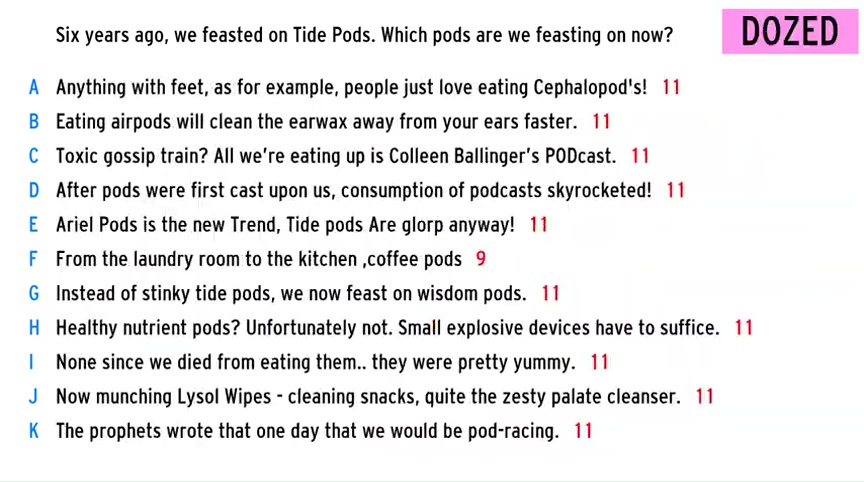 Six years ago, we feasted on Tide Pods. Which pods are we feasting on now?
DOZED
A Anything with feet, as for example, people just love eating Cephalopod's! 11
B Eating airpods will clean the earwax away from your ears faster. 11
C Toxic gossip train? All we're eating up is Colleen Ballinger's PODcast. 11
D After pods were first cast upon us, consumption of podcasts skyrocketed! 11
E Ariel Pods is the new Trend, Tide pods Are glorp anyway! 11
F From the laundry room to the kitchen ,coffee pods 9
G Instead of stinky tide pods, we now feast on wisdom pods. 11
H Healthy nutrient pods? Unfortunately not. Small explosive devices have to suffice. 11
I None since we died from eating them.. they were pretty yummy. 11
J Now munching Lysol Wipes - cleaning snacks, quite the zesty palate cleanser. 11
K The prophets wrote that one day that we would be pod-racing. 11